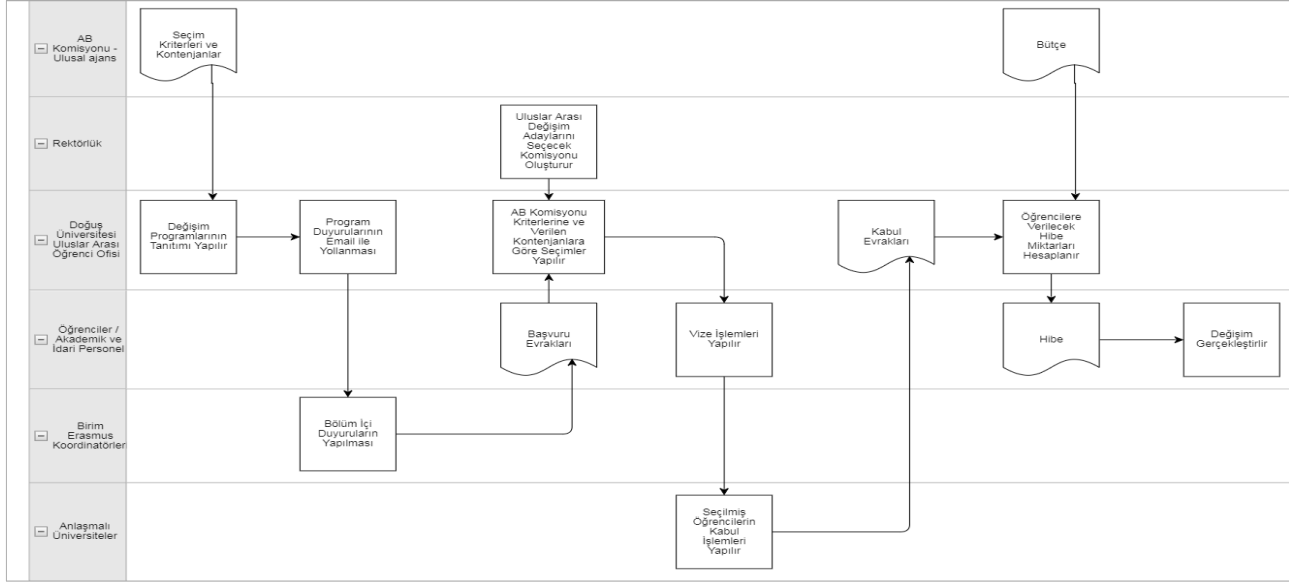 AB
Komisyonu -
Ulusal ajans
Seçim
Kriterleri ve
Kontenjanlar
Bütçe
Rektörlük
Uluslar Arası
Değişim
Adaylarını
Seçecek
Komisyonu
Oluşturur
Doğuş
Üniversitesi
Uluslar Arası
Öğrenci Ofisi
Değişim
Programlarının
Tanıtımı Yapılır
Program
Duyurularının
Email ile
Yollanması
AB Komisyonu
Kriterlerine ve
Verilen
Kontenjanlara
Göre Seçimler
Yapılır
Kabul
Evrakları
Öğrencilere
Verilecek
Hibe
Miktarları
Hesaplanır
Öğrenciler /
Akademik ve
İdari Personel
Başvuru
Evrakları
Vize İşlemleri
Yapılır
Hibe
Değişim
Gerçekleştirlir
Birim
Erasmus
Koordinatörler
Bölüm İçi
Duyuruların
Yapılması
Anlaşmalı
Üniversiteler
Seçilmiş
Öğrencilerin
Kabul
İşlemleri
Yapılır